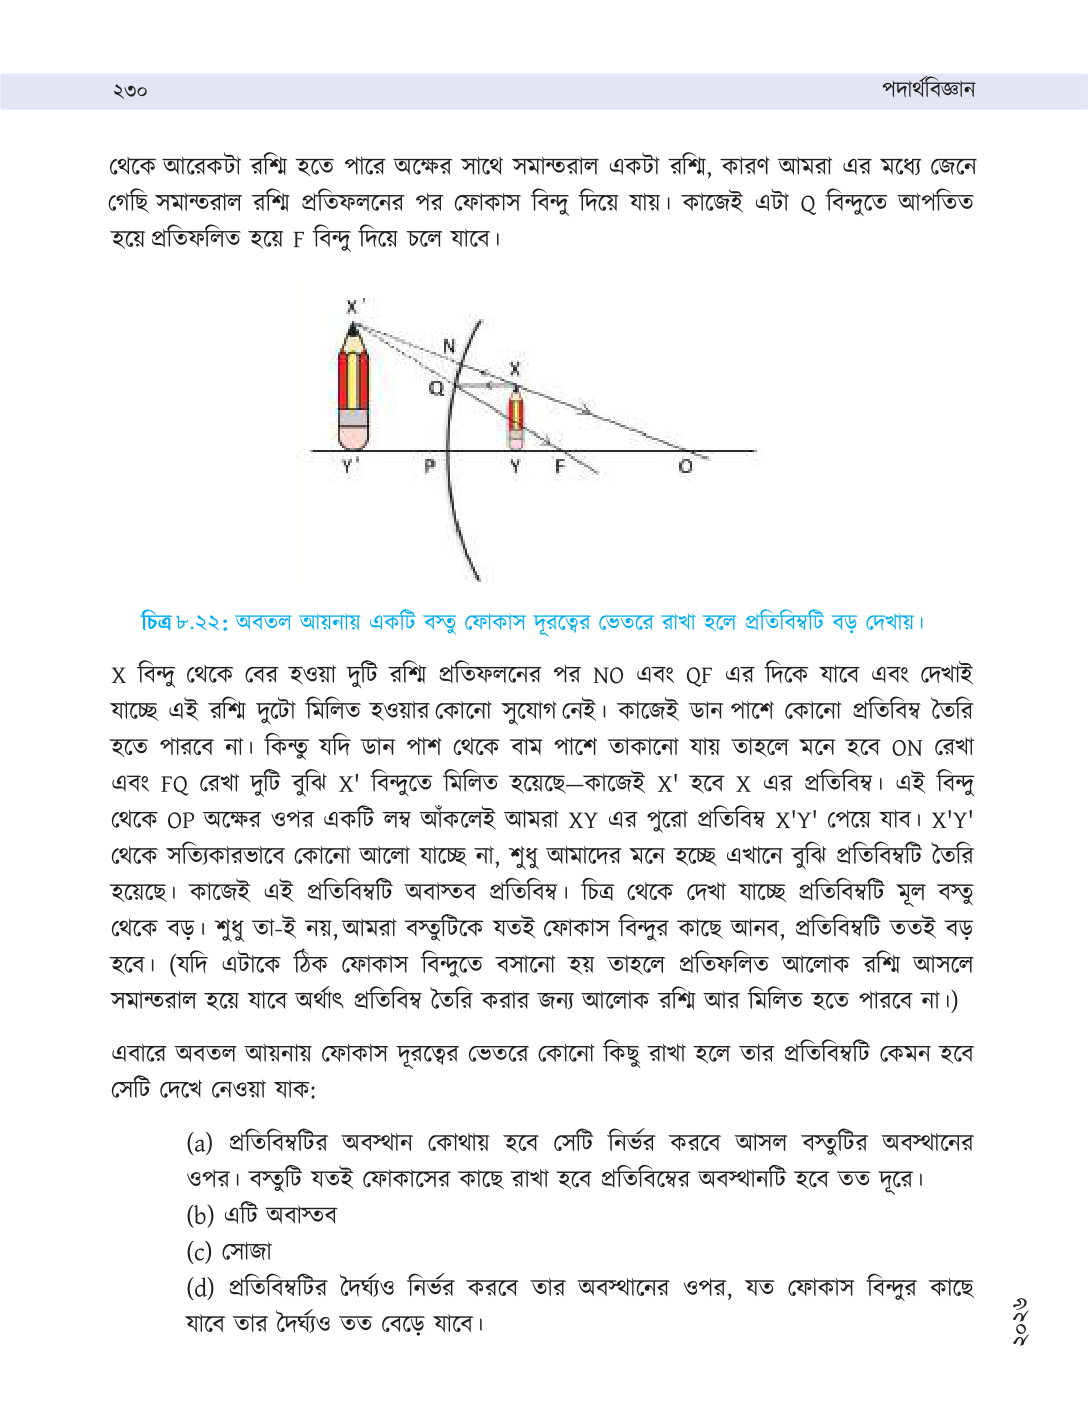 ২৩০
পদার্থবিজ্ঞান
থেকে আরেকটা রশ্মি হতে পারে অক্ষের সাথে সমান্তরাল একটা রশ্মি, কারণ আমরা এর মধ্যে জেনে
গেছি সমান্তরাল রশ্মি প্রতিফলনের পর ফোকাস বিন্দু দিয়ে যায়। কাজেই এটা Q বিন্দুতে আপতিত
হয়ে প্রতিফলিত হয়ে F বিন্দু দিয়ে চলে যাবে।
X'
N
X
Q
Y'
P
Y
F
O
চিত্র ৮.২২: অবতল আয়নায় একটি বস্তু ফোকাস দূরত্বের ভেতরে রাখা হলে প্রতিবিম্বটি বড় দেখায়।
X বিন্দু থেকে বের হওয়া দুটি রশ্মি প্রতিফলনের পর NO এবং QF এর দিকে যাবে এবং দেখাই
যাচ্ছে এই রশ্মি দুটো মিলিত হওয়ার কোনো সুযোগ নেই। কাজেই ডান পাশে কোনো প্রতিবিম্ব তৈরি
হতে পারবে না। কিন্তু যদি ডান পাশ থেকে বাম পাশে তাকানো যায় তাহলে মনে হবে ON রেখা
এবং FQ রেখা দুটি বুঝি X' বিন্দুতে মিলিত হয়েছে—কাজেই X' হবে X এর প্রতিবিম্ব। এই বিন্দু
থেকে OP অক্ষের ওপর একটি লম্ব আঁকলেই আমরা XY এর পুরো প্রতিবিম্ব X'Y' পেয়ে যাব। X'Y'
থেকে সত্যিকারভাবে কোনো আলো যাচ্ছে না, শুধু আমাদের মনে হচ্ছে এখানে বুঝি প্রতিবিম্বটি তৈরি
হয়েছে। কাজেই এই প্রতিবিম্বটি অবাস্তব প্রতিবিম্ব। চিত্র থেকে দেখা যাচ্ছে প্রতিবিম্বটি মূল বস্তু
থেকে বড়। শুধু তা-ই নয়, আমরা বস্তুটিকে যতই ফোকাস বিন্দুর কাছে আনব, প্রতিবিম্বটি ততই বড়
হবে। (যদি এটাকে ঠিক ফোকাস বিন্দুতে বসানো হয় তাহলে প্রতিফলিত আলোক রশ্মি আসলে
সমান্তরাল হয়ে যাবে অর্থাৎ প্রতিবিম্ব তৈরি করার জন্য আলোক রশ্মি আর মিলিত হতে পারবে না।)
এবারে অবতল আয়নায় ফোকাস দূরত্বের ভেতরে কোনো কিছু রাখা হলে তার প্রতিবিম্বটি কেমন হবে
সেটি দেখে নেওয়া যাক:
(a) প্রতিবিম্বটির অবস্থান কোথায় হবে সেটি নির্ভর করবে আসল বস্তুটির অবস্থানের
ওপর। বস্তুটি যতই ফোকাসের কাছে রাখা হবে প্রতিবিম্বের অবস্থানটি হবে তত দূরে।
(b) এটি অবাস্তব
(c) সোজা
(d) প্রতিবিম্বটির দৈর্ঘ্যও নির্ভর করবে তার অবস্থানের ওপর, যত ফোকাস বিন্দুর কাছে
যাবে তার দৈর্ঘ্যও তত বেড়ে যাবে।
২০২৬